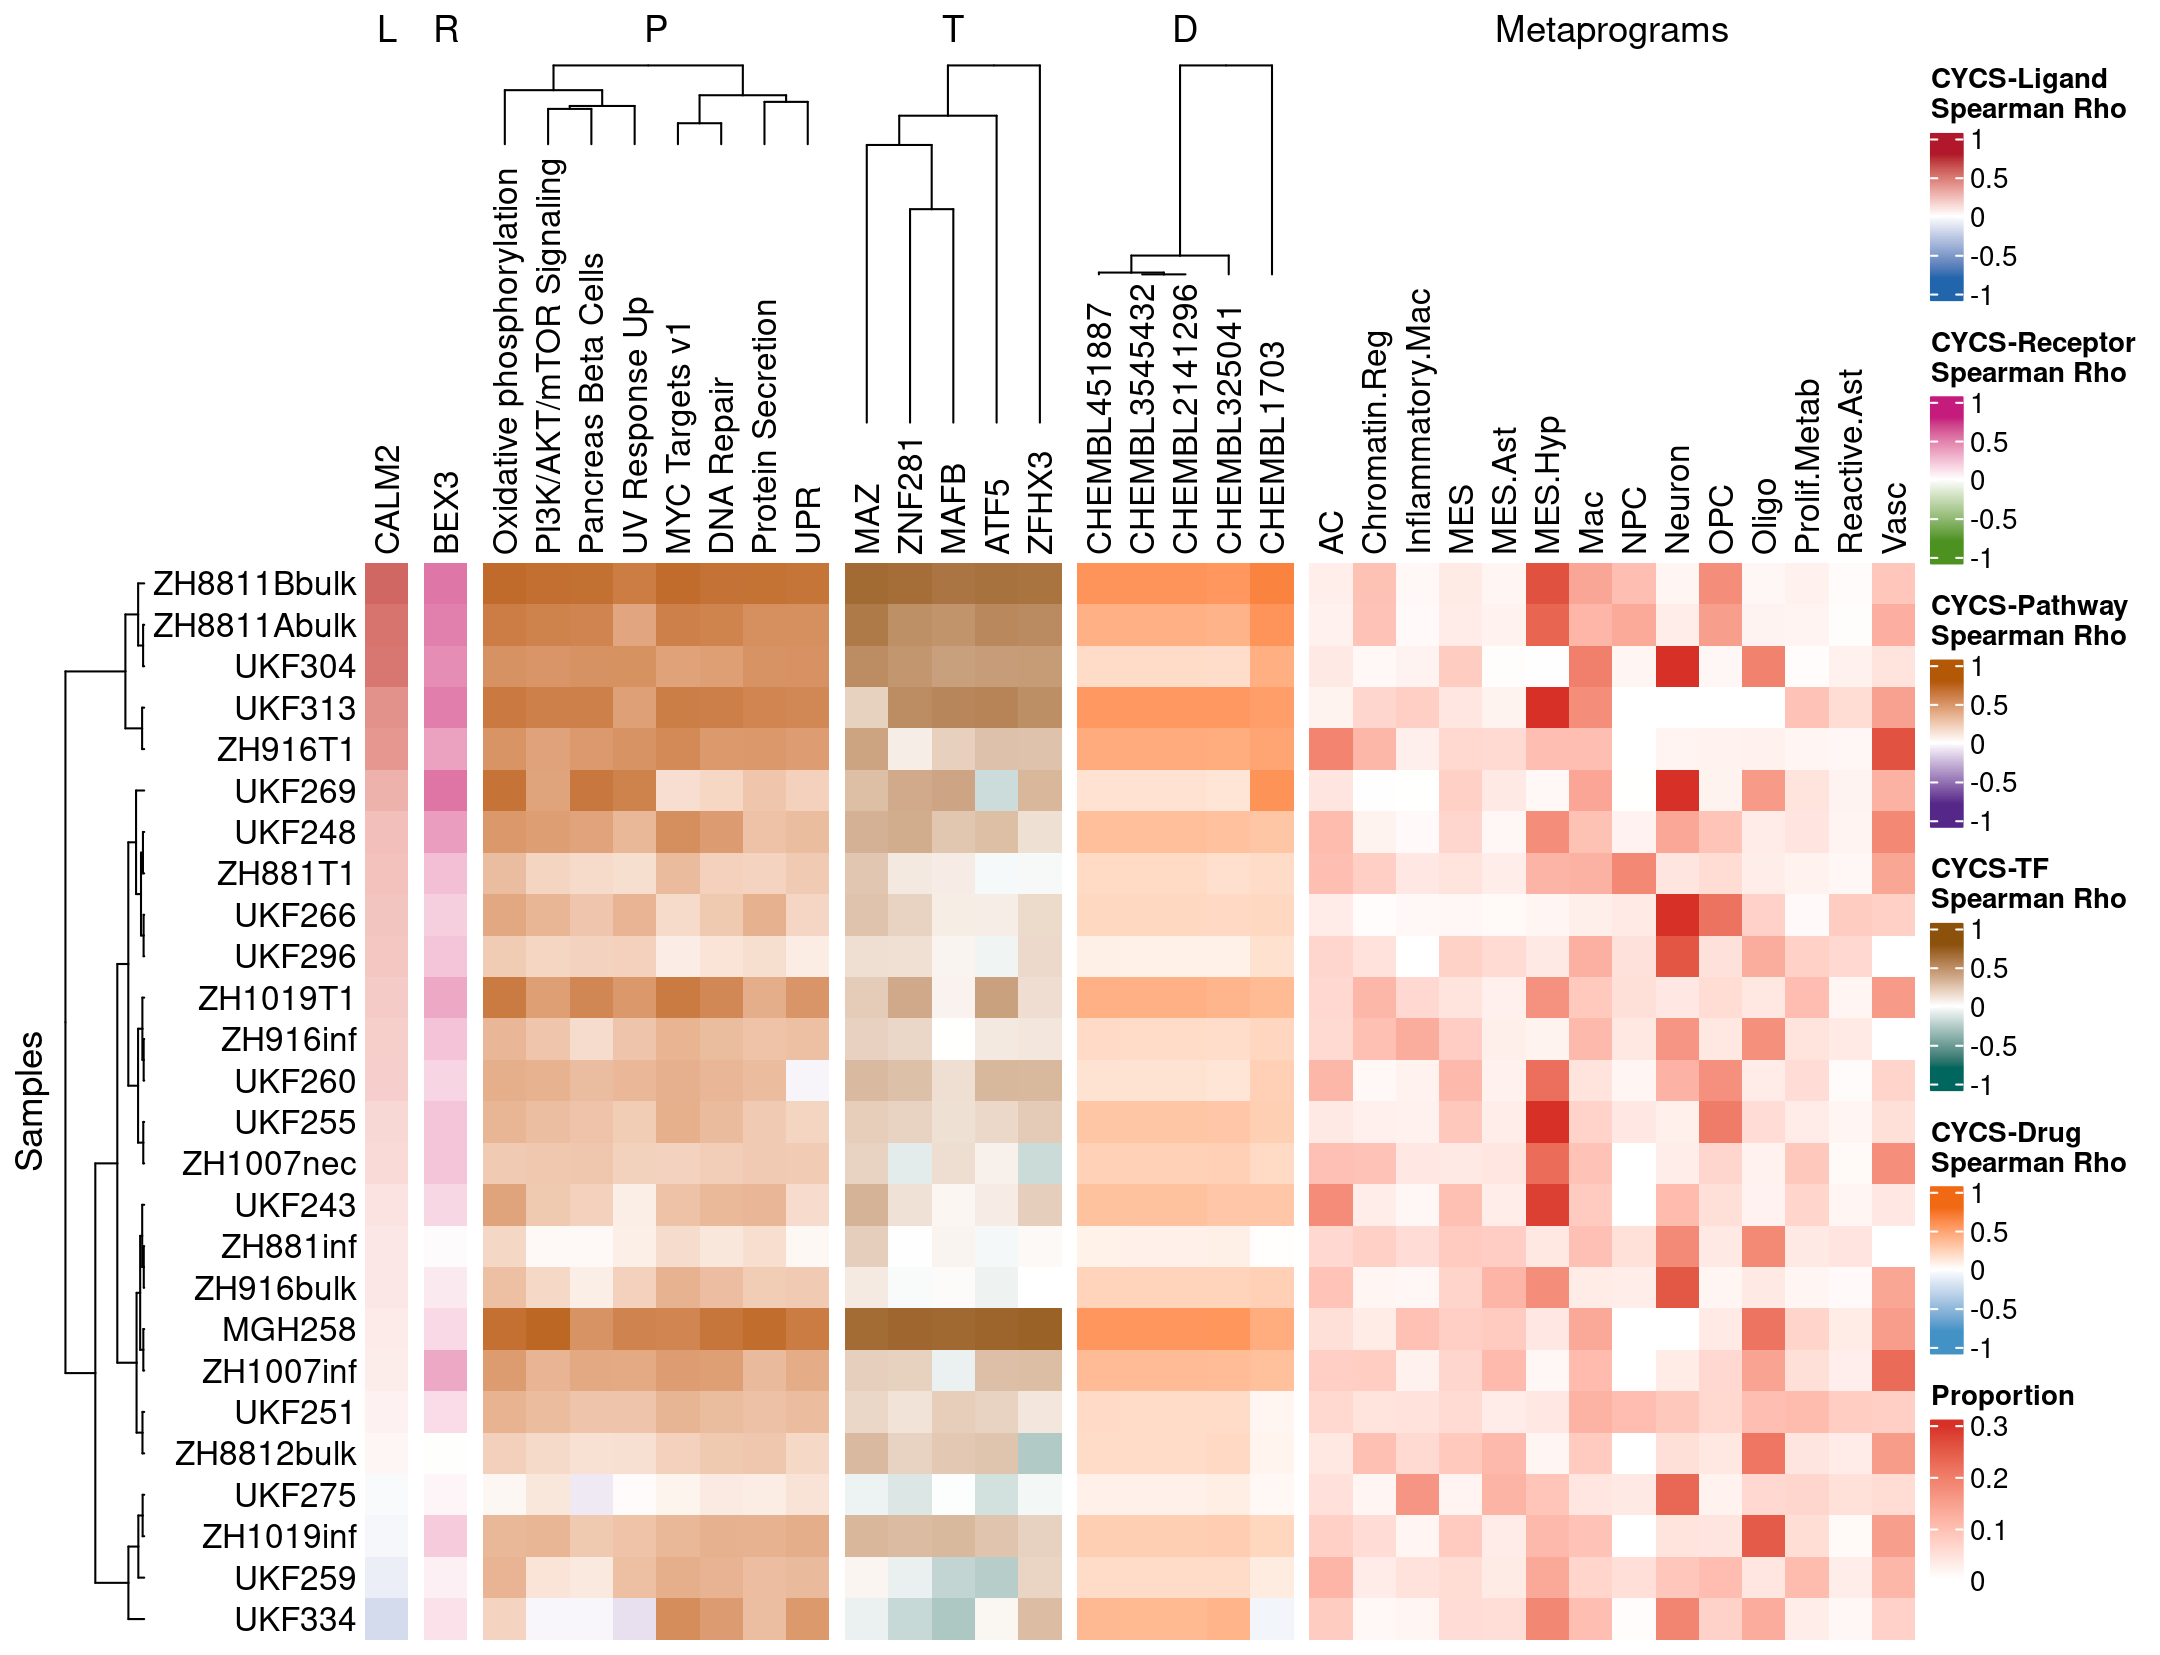 L R P T D Metaprograms
CALM2
BEX3
Oxidative phosphorylation
PI3K/AKT/mTOR Signaling
Pancreas Beta Cells
UV Response Up
MYC Targets v1
DNA Repair
Protein Secretion
UPR
MAZ
ZNF281
MAFB
ATF5
ZFHX3
CHEMBL451887
CHEMBL3545432
CHEMBL2141296
CHEMBL325041
CHEMBL1703
AC
Chromatin.Reg
Inflammatory.Mac
MES
MES.Ast
MES.Hyp
Mac
NPC
Neuron
OPC
Oligo
Prolif.Metab
Reactive.Ast
Vasc
Samples
ZH8811Bbulk
ZH8811Abulk
UKF304
UKF313
ZH916T1
UKF269
UKF248
ZH881T1
UKF266
UKF296
ZH1019T1
ZH916inf
UKF260
UKF255
ZH1007nec
UKF243
ZH881inf
ZH916bulk
MGH258
ZH1007inf
UKF251
ZH8812bulk
UKF275
ZH1019inf
UKF259
UKF334
CYCS-Ligand
Spearman Rho
1
0.5
0
-0.5
-1
CYCS-Receptor
Spearman Rho
1
0.5
0
-0.5
-1
CYCS-Pathway
Spearman Rho
1
0.5
0
-0.5
-1
CYCS-TF
Spearman Rho
1
0.5
0
-0.5
-1
CYCS-Drug
Spearman Rho
1
0.5
0
-0.5
-1
Proportion
0.3
0.2
0.1
0